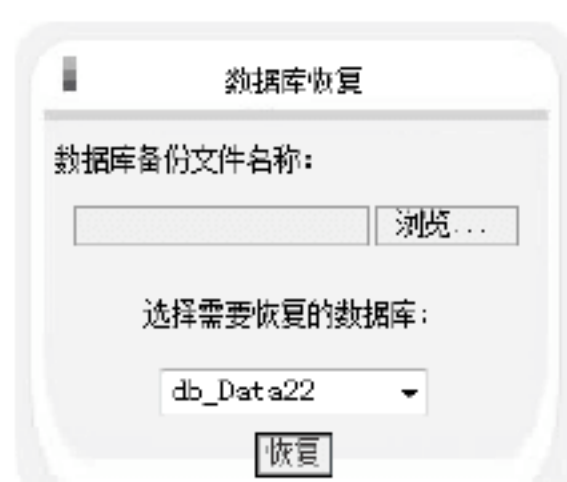 数据库恢复
数据库备份文件名称：
浏览...
选择需要恢复的数据库：
db_Data22
恢复